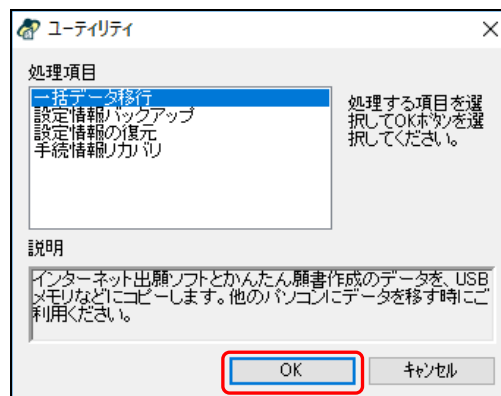 ユーティリティ
処理項目
一括データ移行
設定情報バックアップ
設定情報の復元
手続情報リカバリ
処理する項目を選
択してOKボタンを選
択してください。
説明
インターネット出願ソフトとかんたん願書作成のデータを、USB
メモリなどにコピーします。他のパソコンにデータを移す時にご
利用ください。
OK
キャンセル